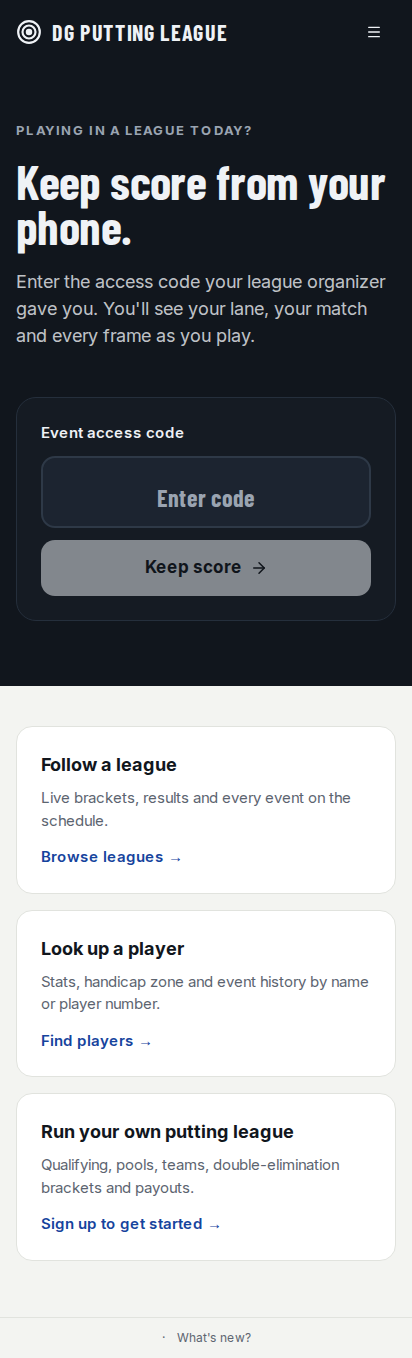 DG PUTTING LEAGUE
PLAYING IN A LEAGUE TODAY?
Keep score from your
phone.
Enter the access code your league organizer
gave you. You'll see your lane, your match
and every frame as you play.
Event access code
Enter code
Keep score →
Follow a league
Live brackets, results and every event on the
schedule.
Browse leagues →
Look up a player
Stats, handicap zone and event history by name
or player number.
Find players →
Run your own putting league
Qualifying, pools, teams, double-elimination
brackets and payouts.
Sign up to get started →
· What's new?